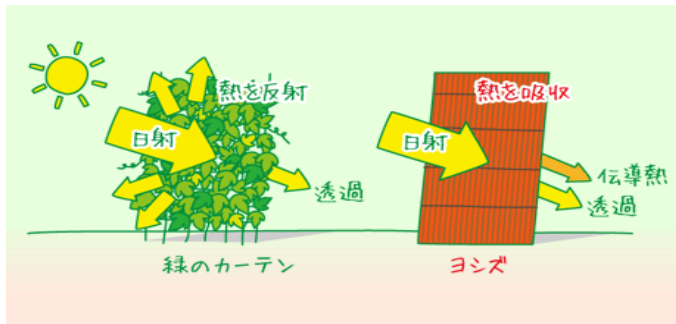 熱を反射
日射
透過
緑のカーテン
熱を吸収
日射
伝導熱
透過
ヨシズ